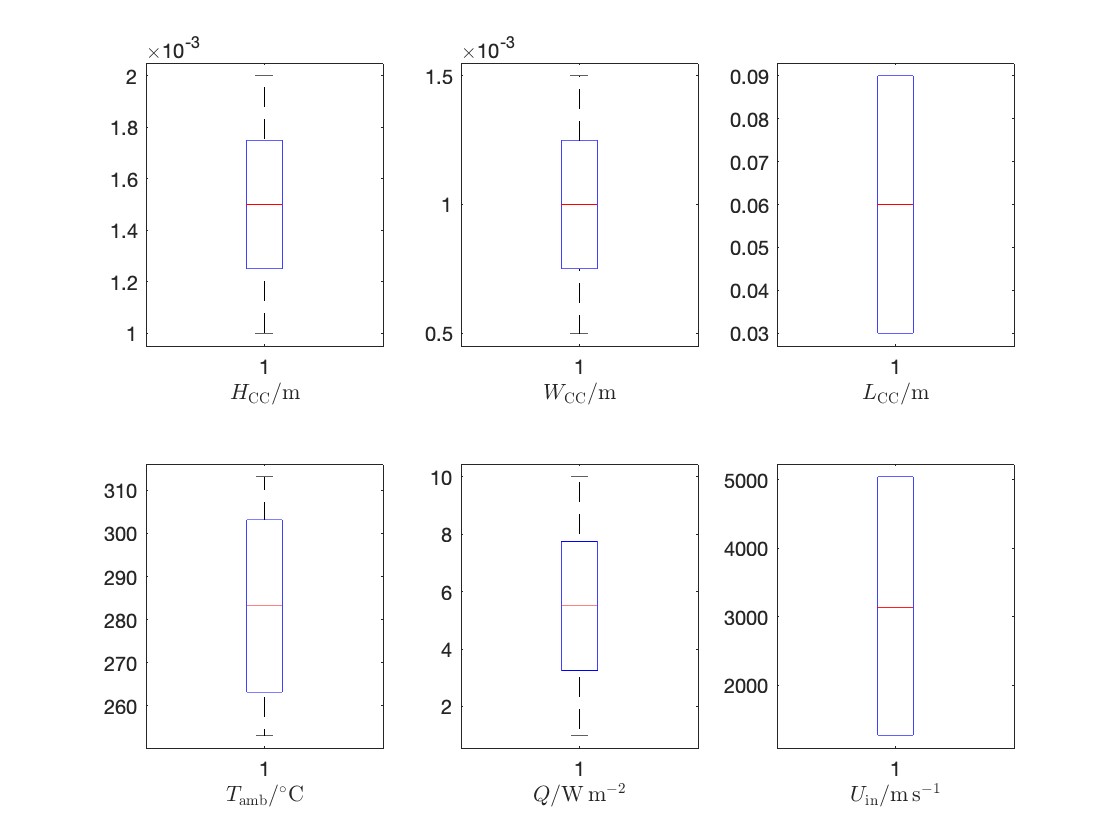 ×10⁻³ ×10⁻³
2 1.5 0.09
1.8 0.08
1.6 0.07
1 0.06
1.4 0.05
1.2 0.04
1 0.5 0.03
1 1 1
H_CC/m W_CC/m L_CC/m
310 10 5000
300 8 4000
290 6 3000
280 4 2000
270 2
260
1 1 1
T_amb/°C Q/W m⁻² U_in/m s⁻¹